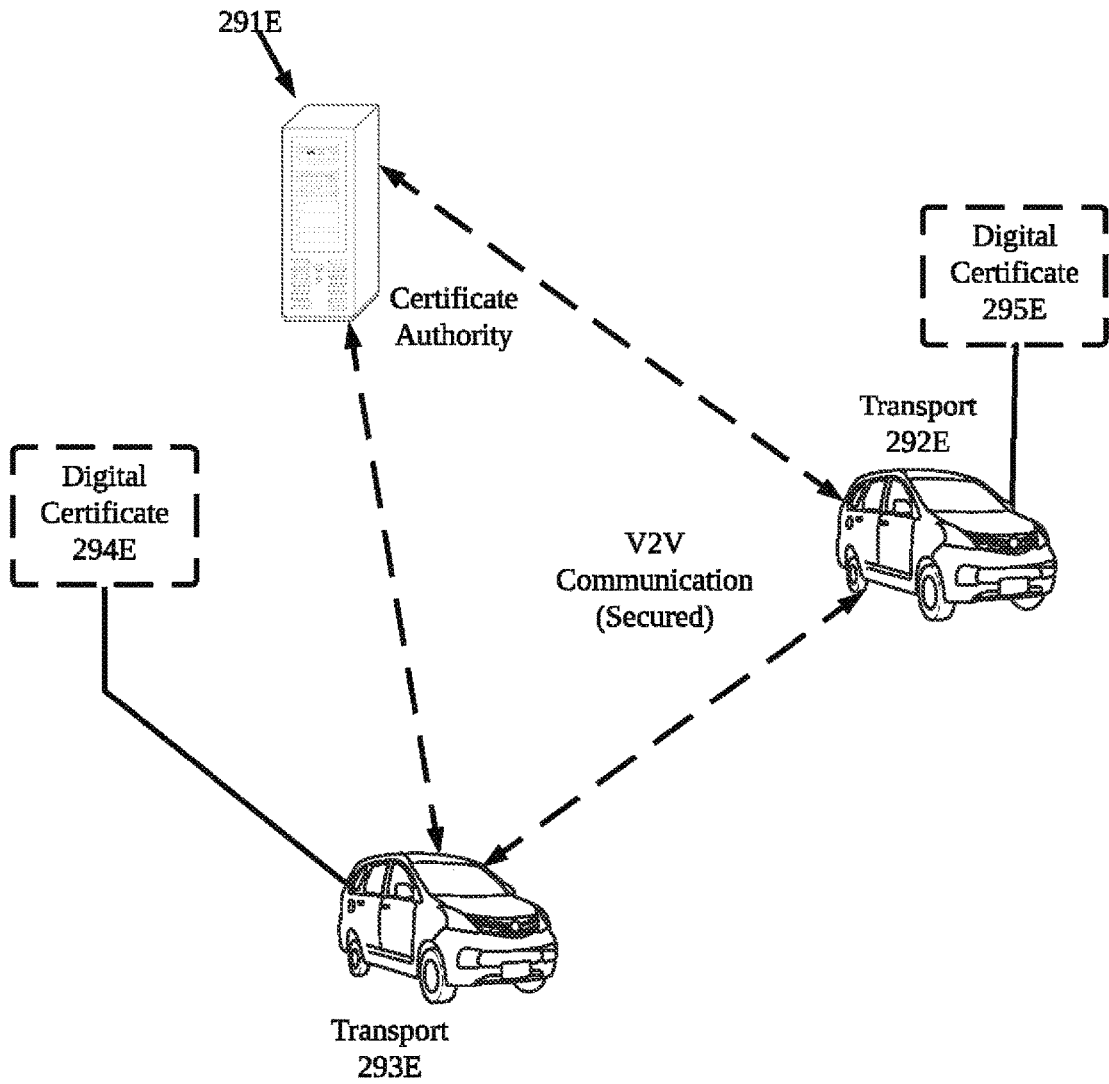 291E
Certificate
Authority
Digital
Certificate
295E
Transport
292E
Digital
Certificate
294E
V2V
Communication
(Secured)
Transport
293E